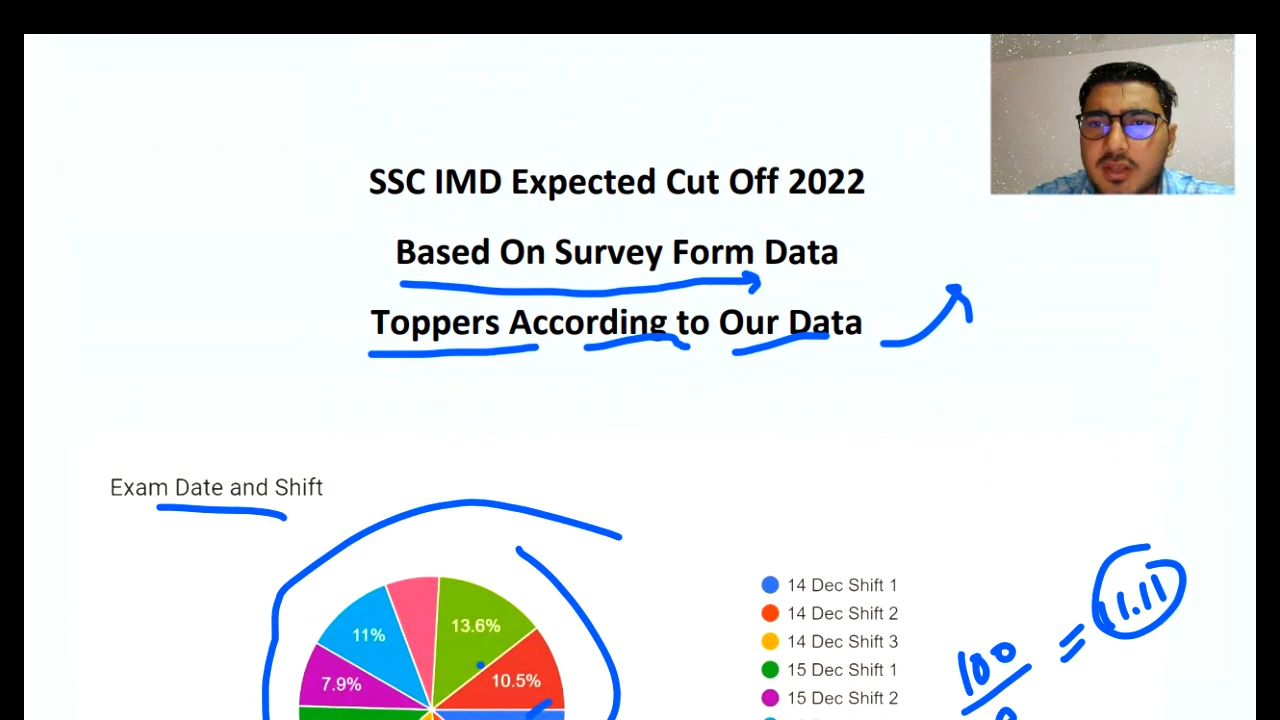 SSC IMD Expected Cut Off 2022
Based On Survey Form Data
Toppers According to Our Data
Exam Date and Shift
13.6%
11%
10.5%
7.9%
14 Dec Shift 1
14 Dec Shift 2
14 Dec Shift 3
15 Dec Shift 1
15 Dec Shift 2
100
= 11.11